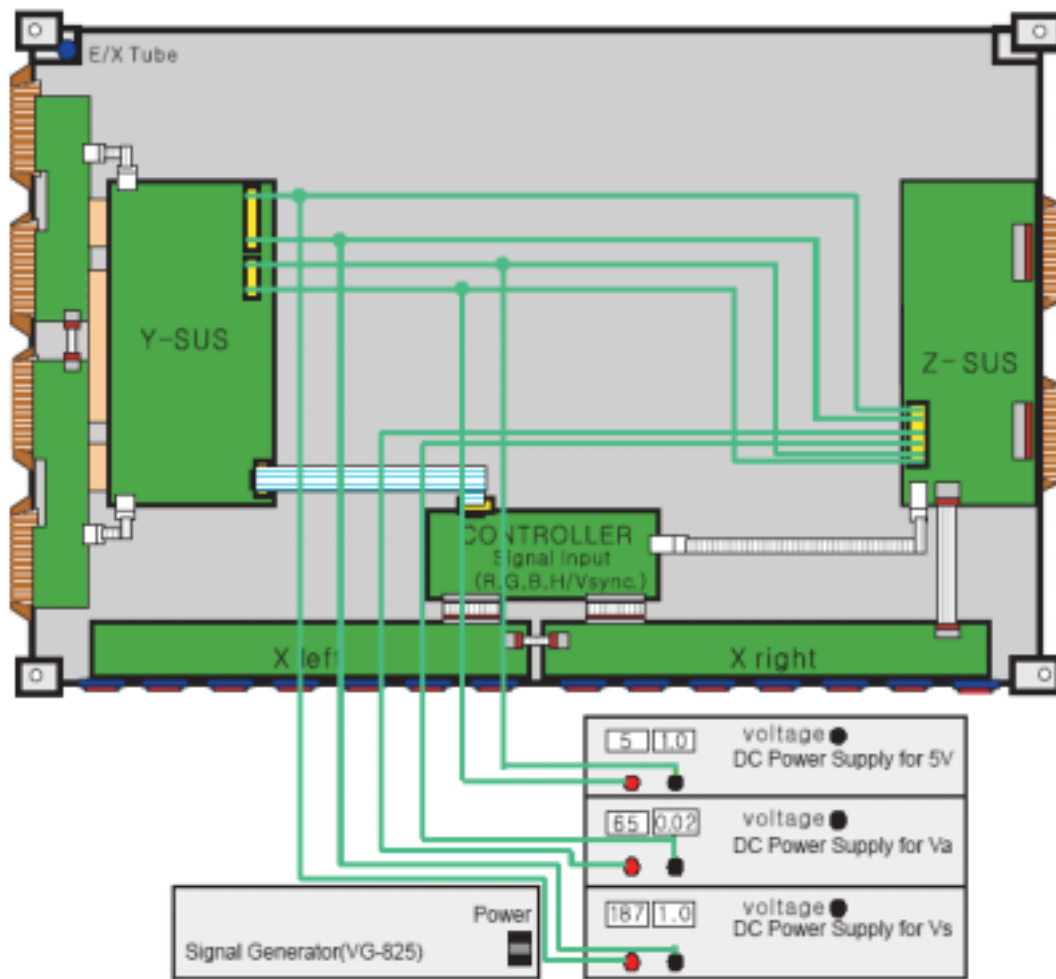 E/X Tube
Y-SUS
Z-SUS
CONTROLLER
Signal Input
(R,G,B,H/Vsync.)
X left
X right
5 1.0 voltage
DC Power Supply for 5V
65 0.02 voltage
DC Power Supply for Va
187 1.0 voltage
DC Power Supply for Vs
Power
Signal Generator(VG-825)